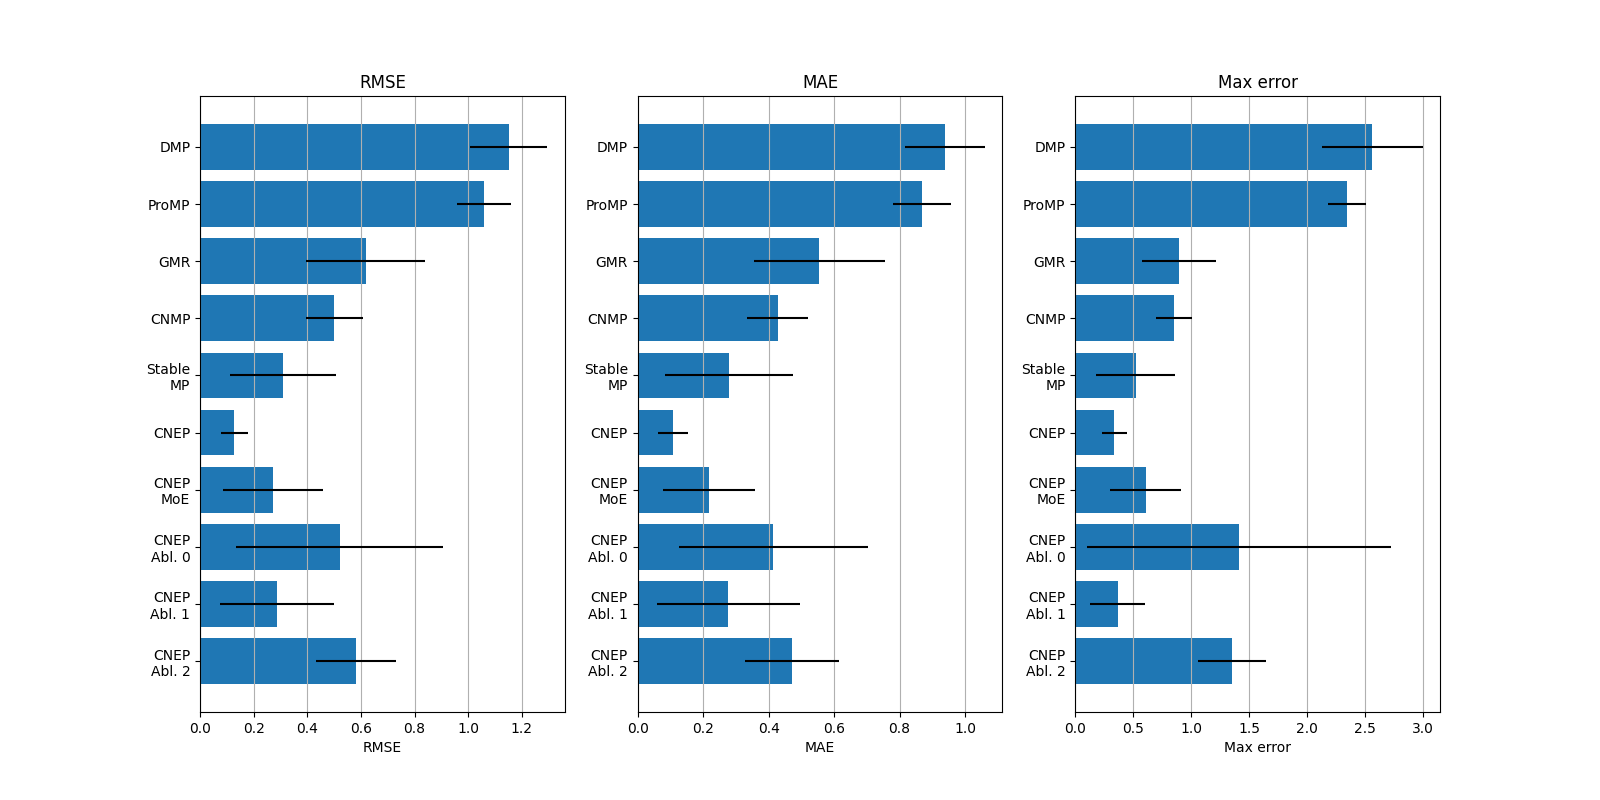 RMSE
DMP
ProMP
GMR
CNMP
Stable
MP
CNEP
CNEP
MoE
CNEP
Abl. 0
CNEP
Abl. 1
CNEP
Abl. 2
0.0 0.2 0.4 0.6 0.8 1.0 1.2
RMSE
MAE
DMP
ProMP
GMR
CNMP
Stable
MP
CNEP
CNEP
MoE
CNEP
Abl. 0
CNEP
Abl. 1
CNEP
Abl. 2
0.0 0.2 0.4 0.6 0.8 1.0
MAE
Max error
DMP
ProMP
GMR
CNMP
Stable
MP
CNEP
CNEP
MoE
CNEP
Abl. 0
CNEP
Abl. 1
CNEP
Abl. 2
0.0 0.5 1.0 1.5 2.0 2.5 3.0
Max error